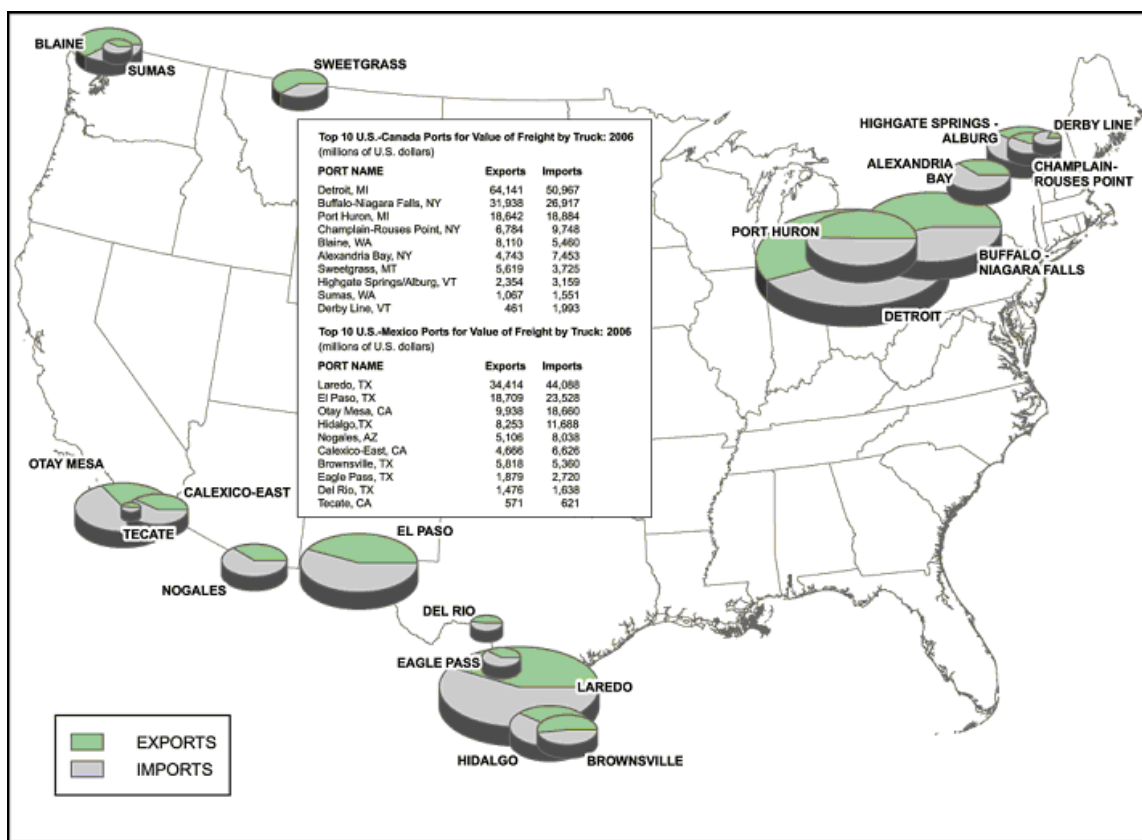 BLAINE
SUMAS
SWEETGRASS
HIGHGATE SPRINGS -
ALBURG
DERBY LINE
ALEXANDRIA
BAY
CHAMPLAIN-
ROUSES POINT
PORT HURON
BUFFALO -
NIAGARA FALLS
DETROIT
Top 10 U.S.-Canada Ports for Value of Freight by Truck: 2006
(millions of U.S. dollars)
PORT NAME Exports Imports
Detroit, MI 64,141 50,967
Buffalo-Niagara Falls, NY 31,938 26,917
Port Huron, MI 18,642 18,884
Champlain-Rouses Point, NY 6,784 9,748
Blaine, WA 8,110 5,460
Alexandria Bay, NY 4,743 7,453
Sweetgrass, MT 5,619 3,725
Highgate Springs/Alburg, VT 2,354 3,159
Sumas, WA 1,067 1,551
Derby Line, VT 461 1,993
Top 10 U.S.-Mexico Ports for Value of Freight by Truck: 2006
(millions of U.S. dollars)
PORT NAME Exports Imports
Laredo, TX 34,414 44,088
El Paso, TX 18,709 23,528
Otay Mesa, CA 9,938 18,660
Hidalgo,TX 8,253 11,688
Nogales, AZ 5,106 8,038
Calexico-East, CA 4,666 6,626
Brownsville, TX 5,818 5,360
Eagle Pass, TX 1,879 2,720
Del Rio, TX 1,476 1,638
Tecate, CA 571 621
OTAY MESA
CALEXICO-EAST
TECATE
NOGALES
EL PASO
DEL RIO
EAGLE PASS
LAREDO
HIDALGO
BROWNSVILLE
EXPORTS
IMPORTS